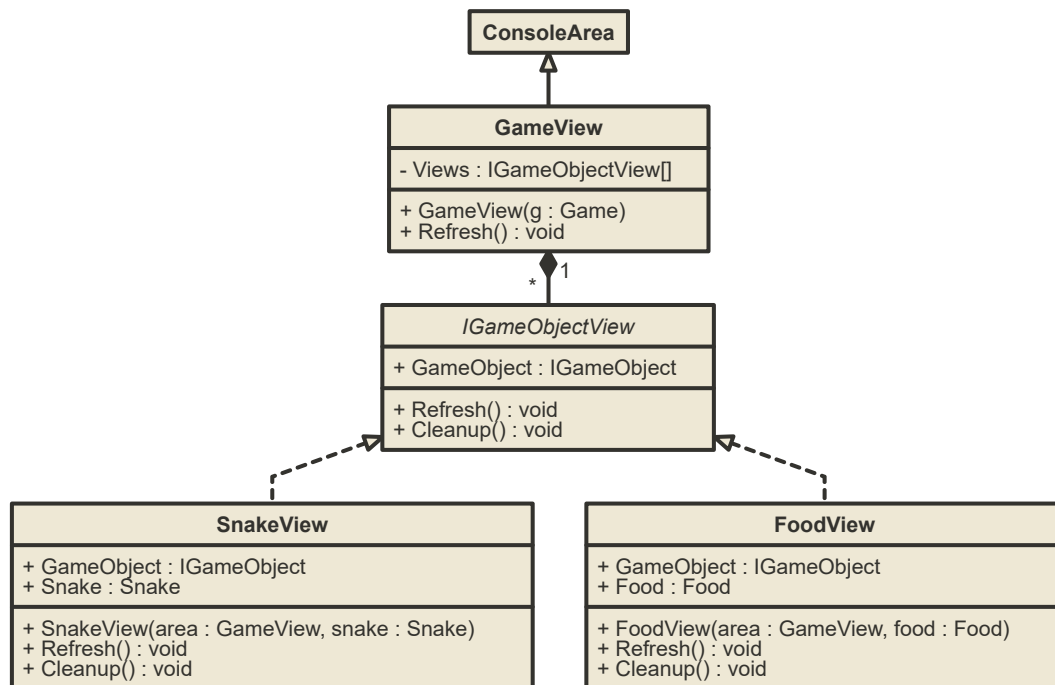 ConsoleArea
GameView
- Views : IGameObjectView[]
+ GameView(g : Game)
+ Refresh() : void
1
*
IGameObjectView
+ GameObject : IGameObject
+ Refresh() : void
+ Cleanup() : void
SnakeView
+ GameObject : IGameObject
+ Snake : Snake
+ SnakeView(area : GameView, snake : Snake)
+ Refresh() : void
+ Cleanup() : void
FoodView
+ GameObject : IGameObject
+ Food : Food
+ FoodView(area : GameView, food : Food)
+ Refresh() : void
+ Cleanup() : void